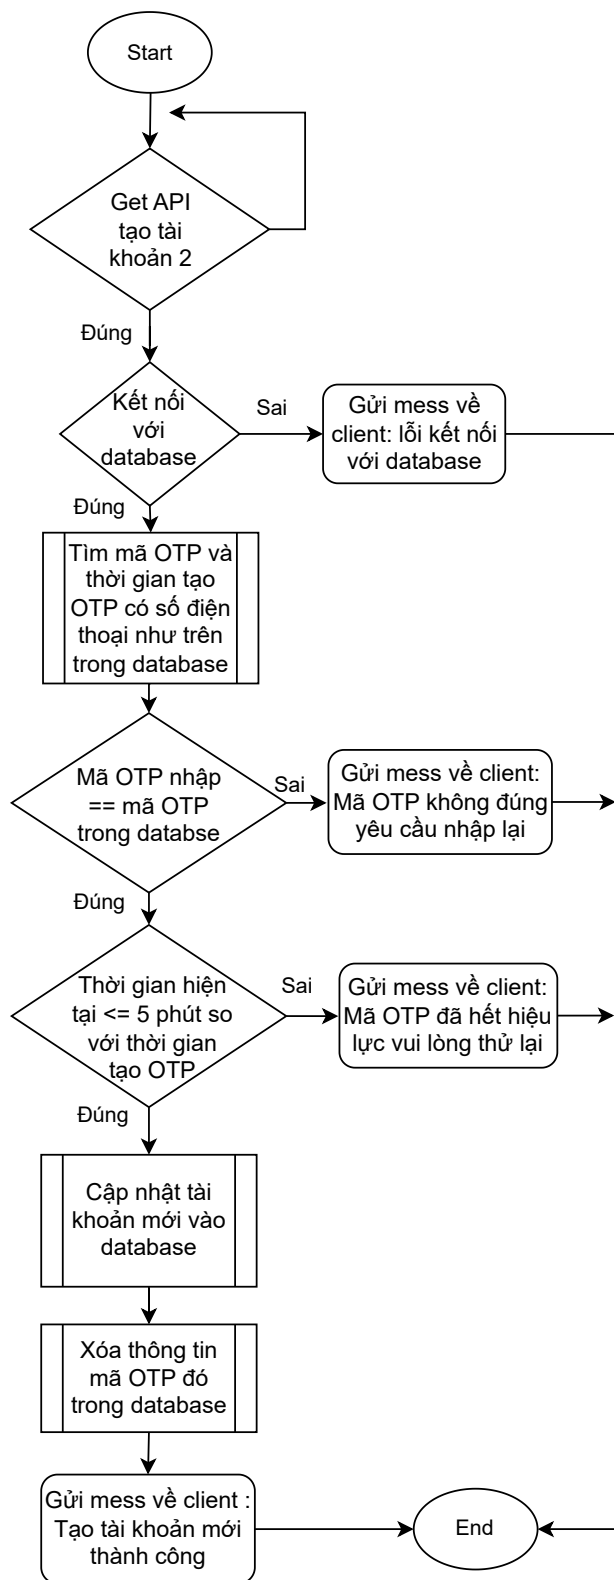 Start
Get API
tạo tài
khoản 2
Đúng
Kết nối
với
database
Sai
Gửi mess về
client: lỗi kết nối
với database
Đúng
Tìm mã OTP và
thời gian tạo
OTP có số điện
thoại như trên
trong database
Mã OTP nhập
== mã OTP
trong databse
Sai
Gửi mess về client:
Mã OTP không đúng
yêu cầu nhập lại
Đúng
Thời gian hiện
tại <= 5 phút so
với thời gian
tạo OTP
Sai
Gửi mess về client:
Mã OTP đã hết hiệu
lực vui lòng thử lại
Đúng
Cập nhật tài
khoản mới vào
database
Xóa thông tin
mã OTP đó
trong database
Gửi mess về client :
Tạo tài khoản mới
thành công
End